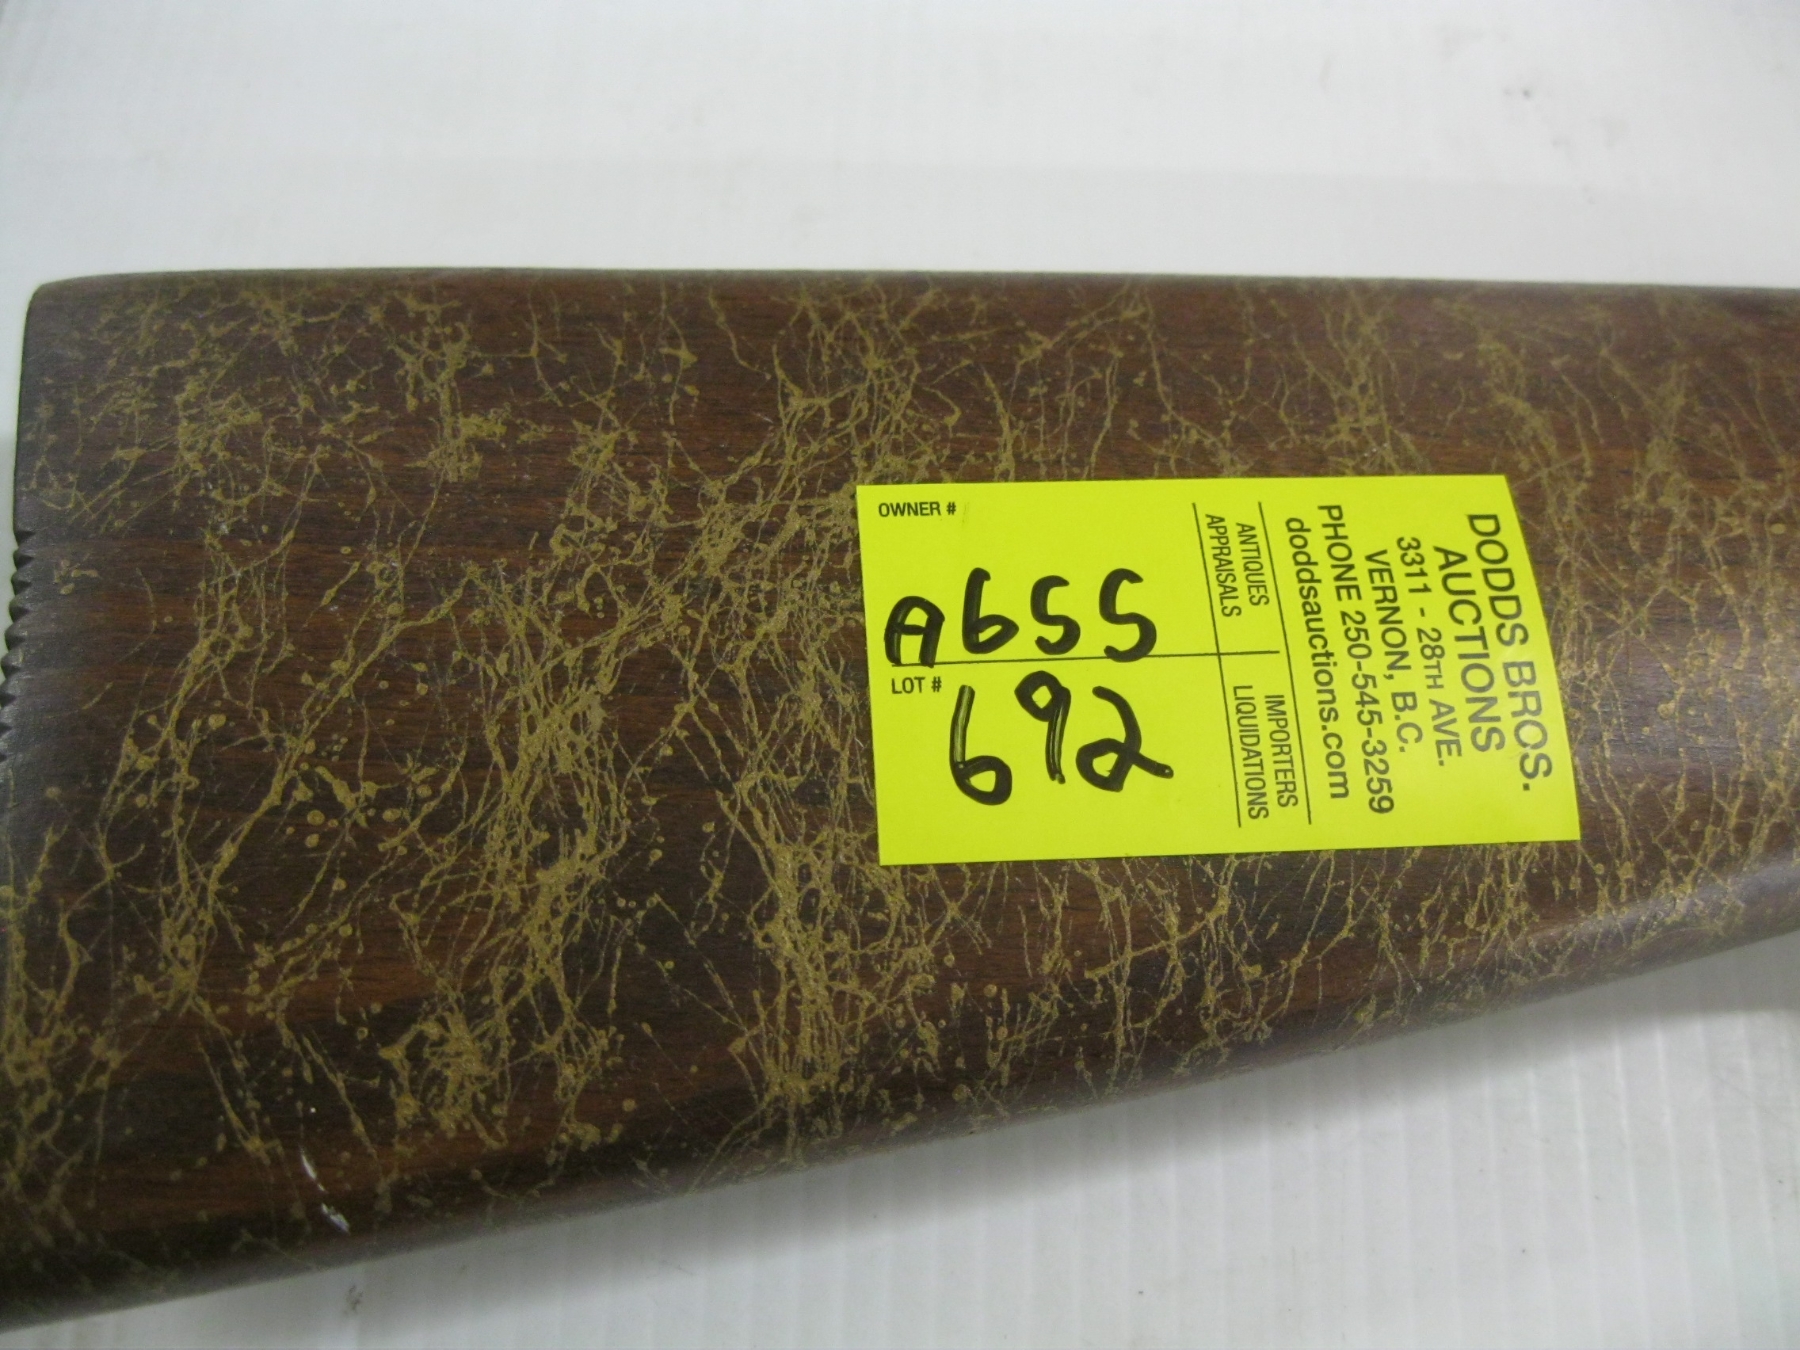 OWNER #
A655
LOT #
692
DODDS BROS.
AUCTIONS
3311 - 28TH AVE.
VERNON, B.C.
PHONE 250-545-3259
doddsauctions.com
ANTIQUES
APPRAISALS
IMPORTERS
LIQUIDATIONS